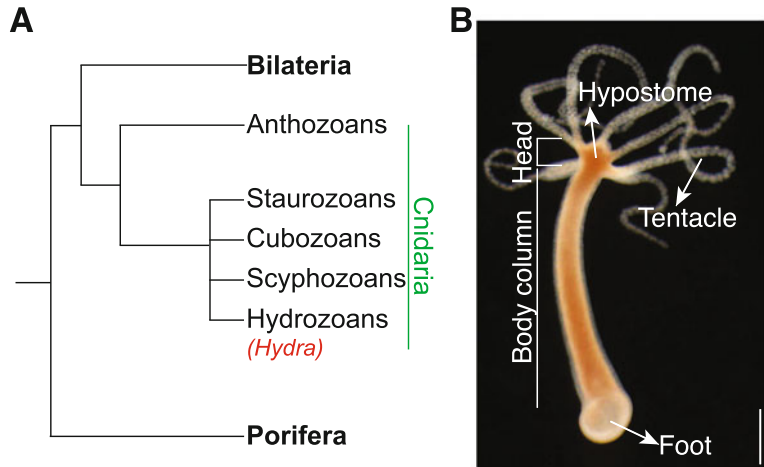 A
Bilateria
Anthozoans
Staurozoans
Cubozoans
Scyphozoans
Hydrozoans
(Hydra)
Porifera
Cnidaria
B
Hypostome
Head
Tentacle
Body column
Foot